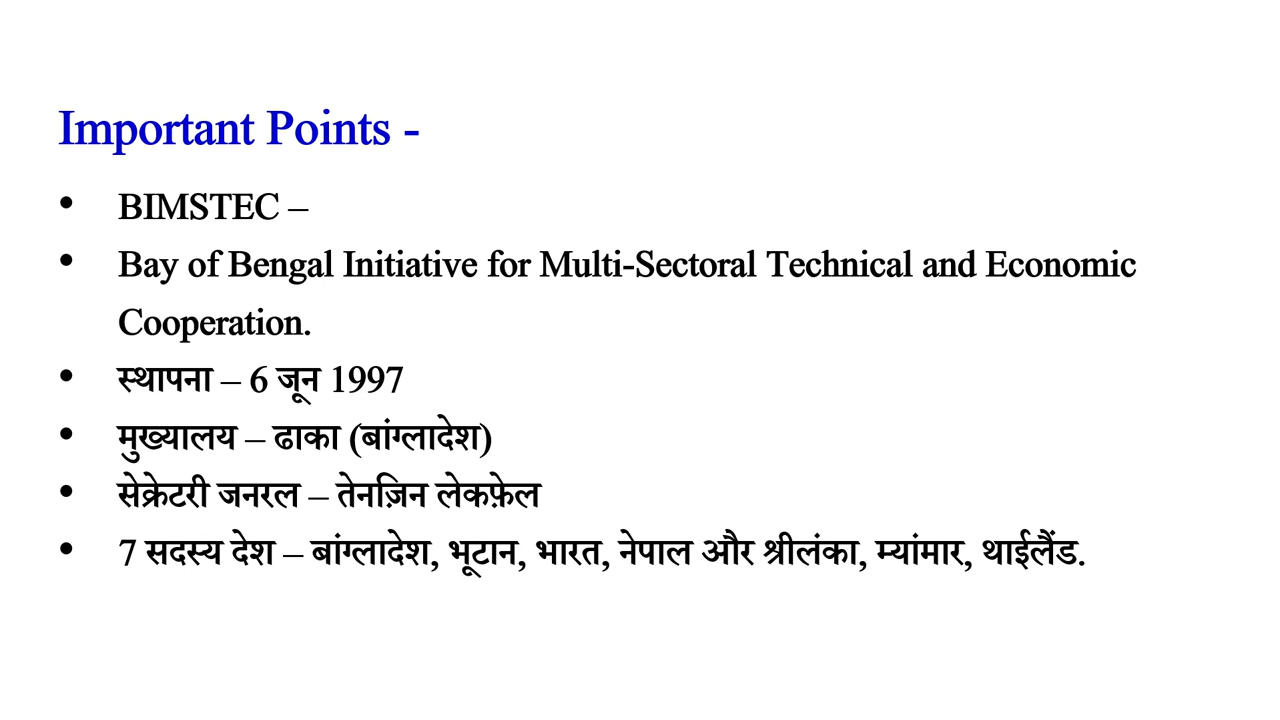 Important Points -
• BIMSTEC –
• Bay of Bengal Initiative for Multi-Sectoral Technical and Economic
Cooperation.
• स्थापना – 6 जून 1997
• मुख्यालय – ढाका (बांग्लादेश)
• सेक्रेटरी जनरल – तेनज़िन लेकफ़ेल
• 7 सदस्य देश – बांग्लादेश, भूटान, भारत, नेपाल और श्रीलंका, म्यांमार, थाईलैंड.